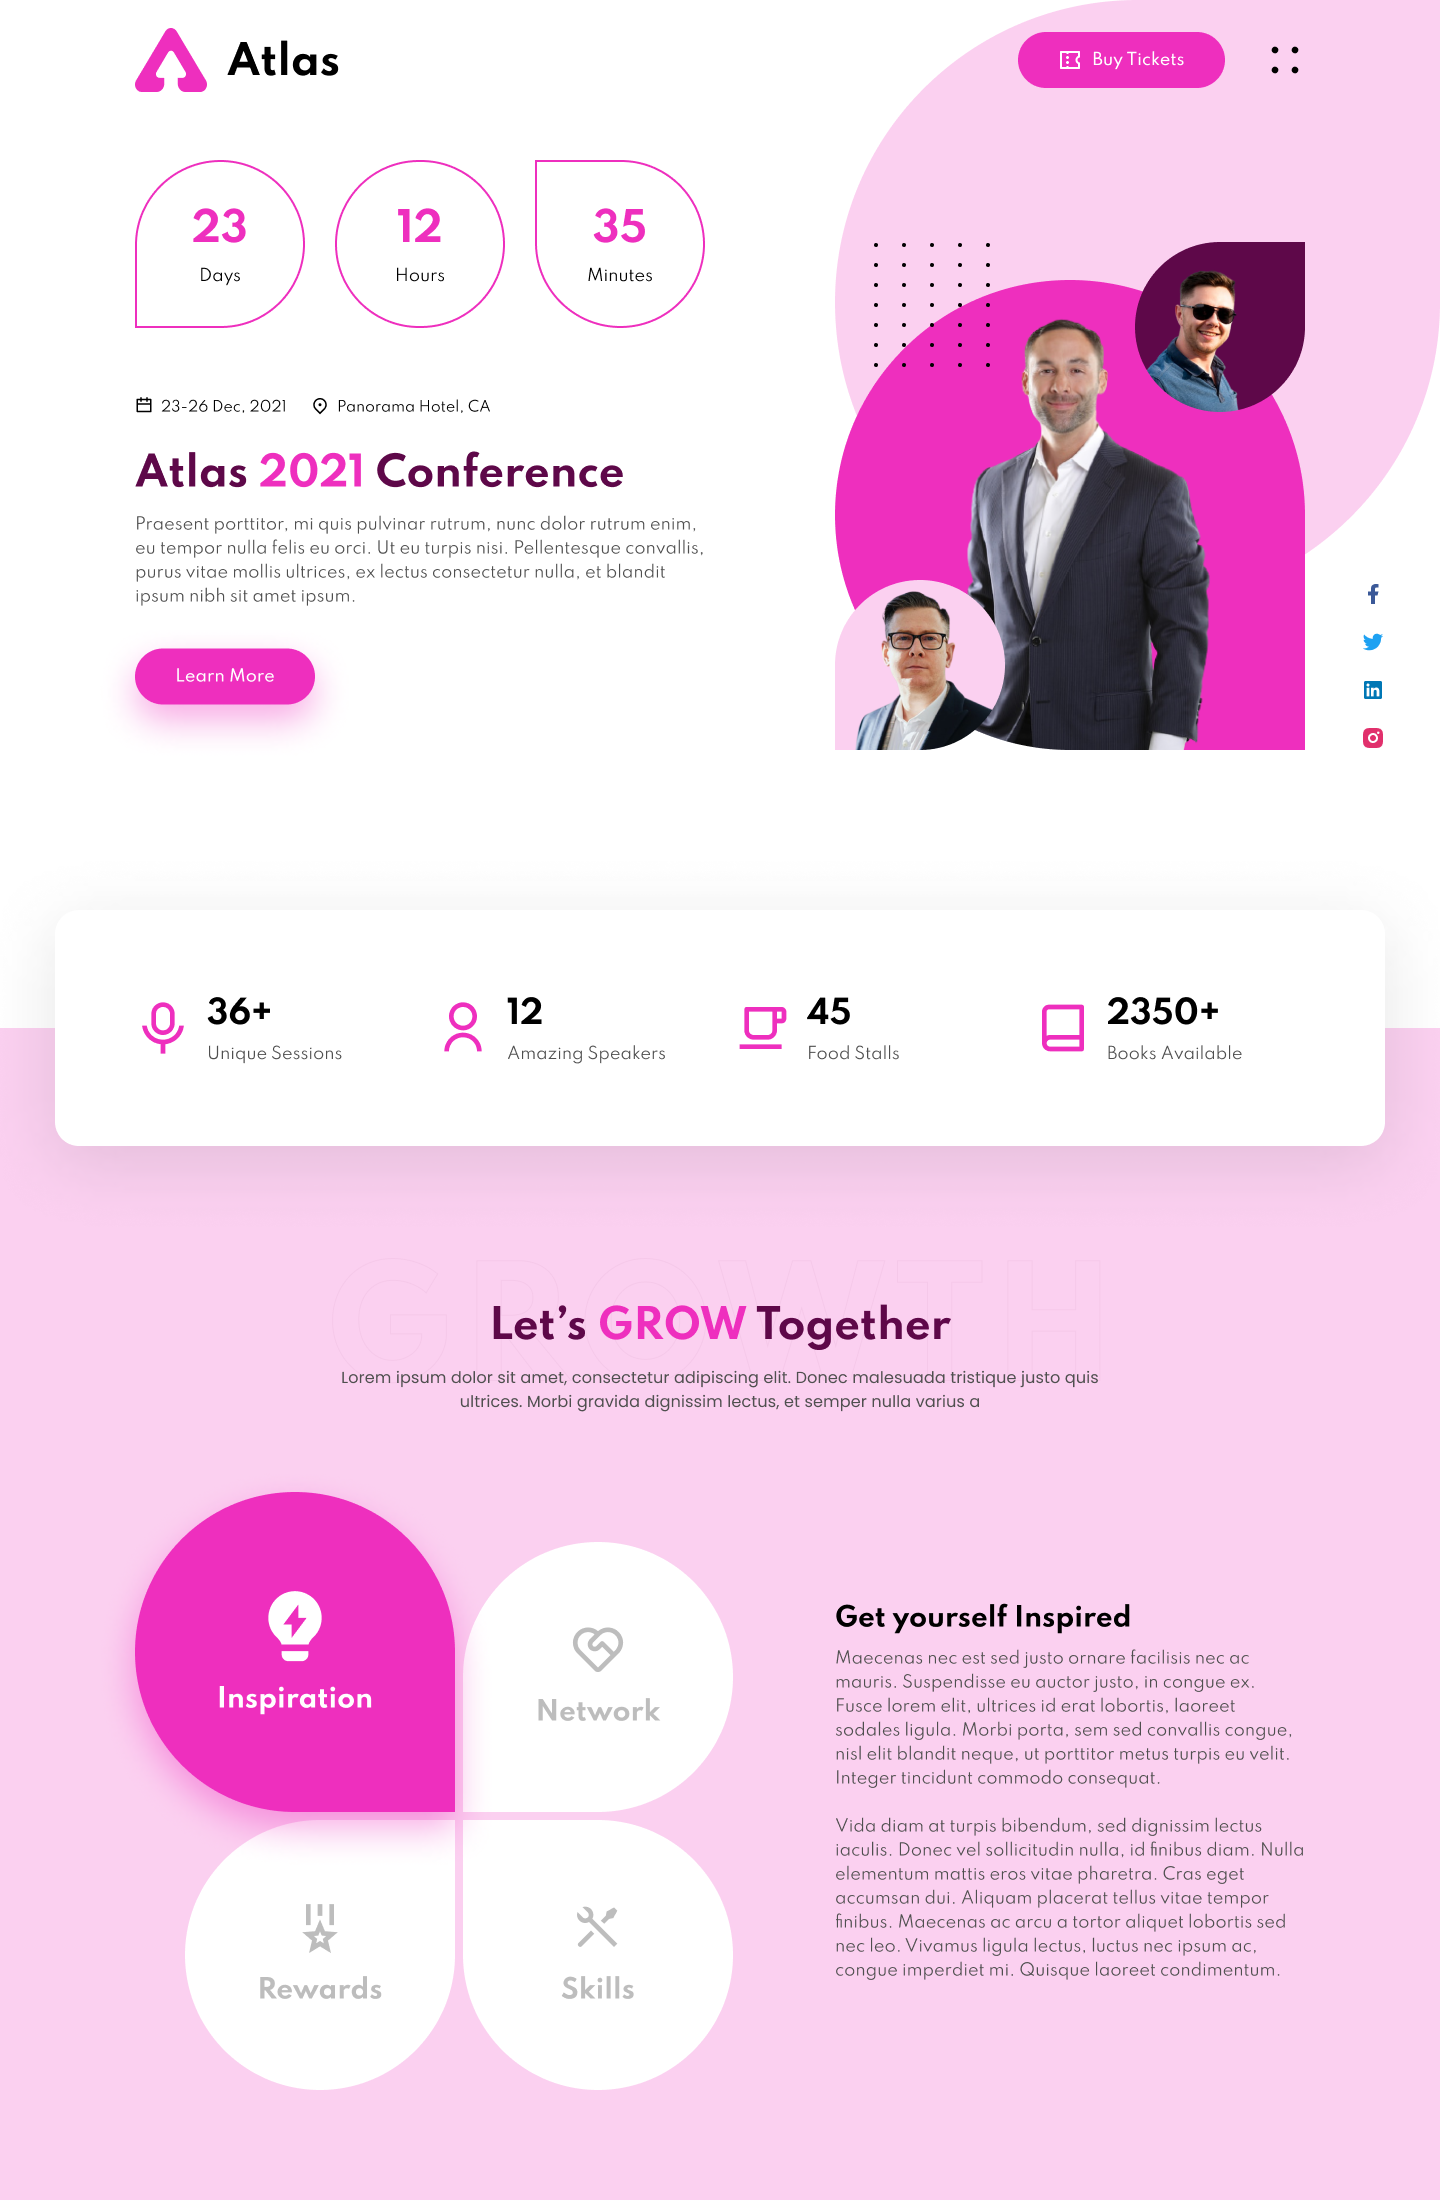 Atlas
Buy Tickets
23
Days
12
Hours
35
Minutes
23-26 Dec, 2021
Panorama Hotel, CA
Atlas 2021 Conference
Praesent porttitor, mi quis pulvinar rutrum, nunc dolor rutrum enim,
eu tempor nulla felis eu orci. Ut eu turpis nisi. Pellentesque convallis,
purus vitae mollis ultrices, ex lectus consectetur nulla, et blandit
ipsum nibh sit amet ipsum.
Learn More
36+
Unique Sessions
12
Amazing Speakers
45
Food Stalls
2350+
Books Available
GROWTH
Let’s GROW Together
Lorem ipsum dolor sit amet, consectetur adipiscing elit. Donec malesuada tristique justo quis
ultrices. Morbi gravida dignissim lectus, et semper nulla varius a
Inspiration
Network
Rewards
Skills
Get yourself Inspired
Maecenas nec est sed justo ornare facilisis nec ac
mauris. Suspendisse eu auctor justo, in congue ex.
Fusce lorem elit, ultrices id erat lobortis, laoreet
sodales ligula. Morbi porta, sem sed convallis congue,
nisl elit blandit neque, ut porttitor metus turpis eu velit.
Integer tincidunt commodo consequat.
Vida diam at turpis bibendum, sed dignissim lectus
iaculis. Donec vel sollicitudin nulla, id finibus diam. Nulla
elementum mattis eros vitae pharetra. Cras eget
accumsan dui. Aliquam placerat tellus vitae tempor
finibus. Maecenas ac arcu a tortor aliquet lobortis sed
nec leo. Vivamus ligula lectus, luctus nec ipsum ac,
congue imperdiet mi. Quisque laoreet condimentum.